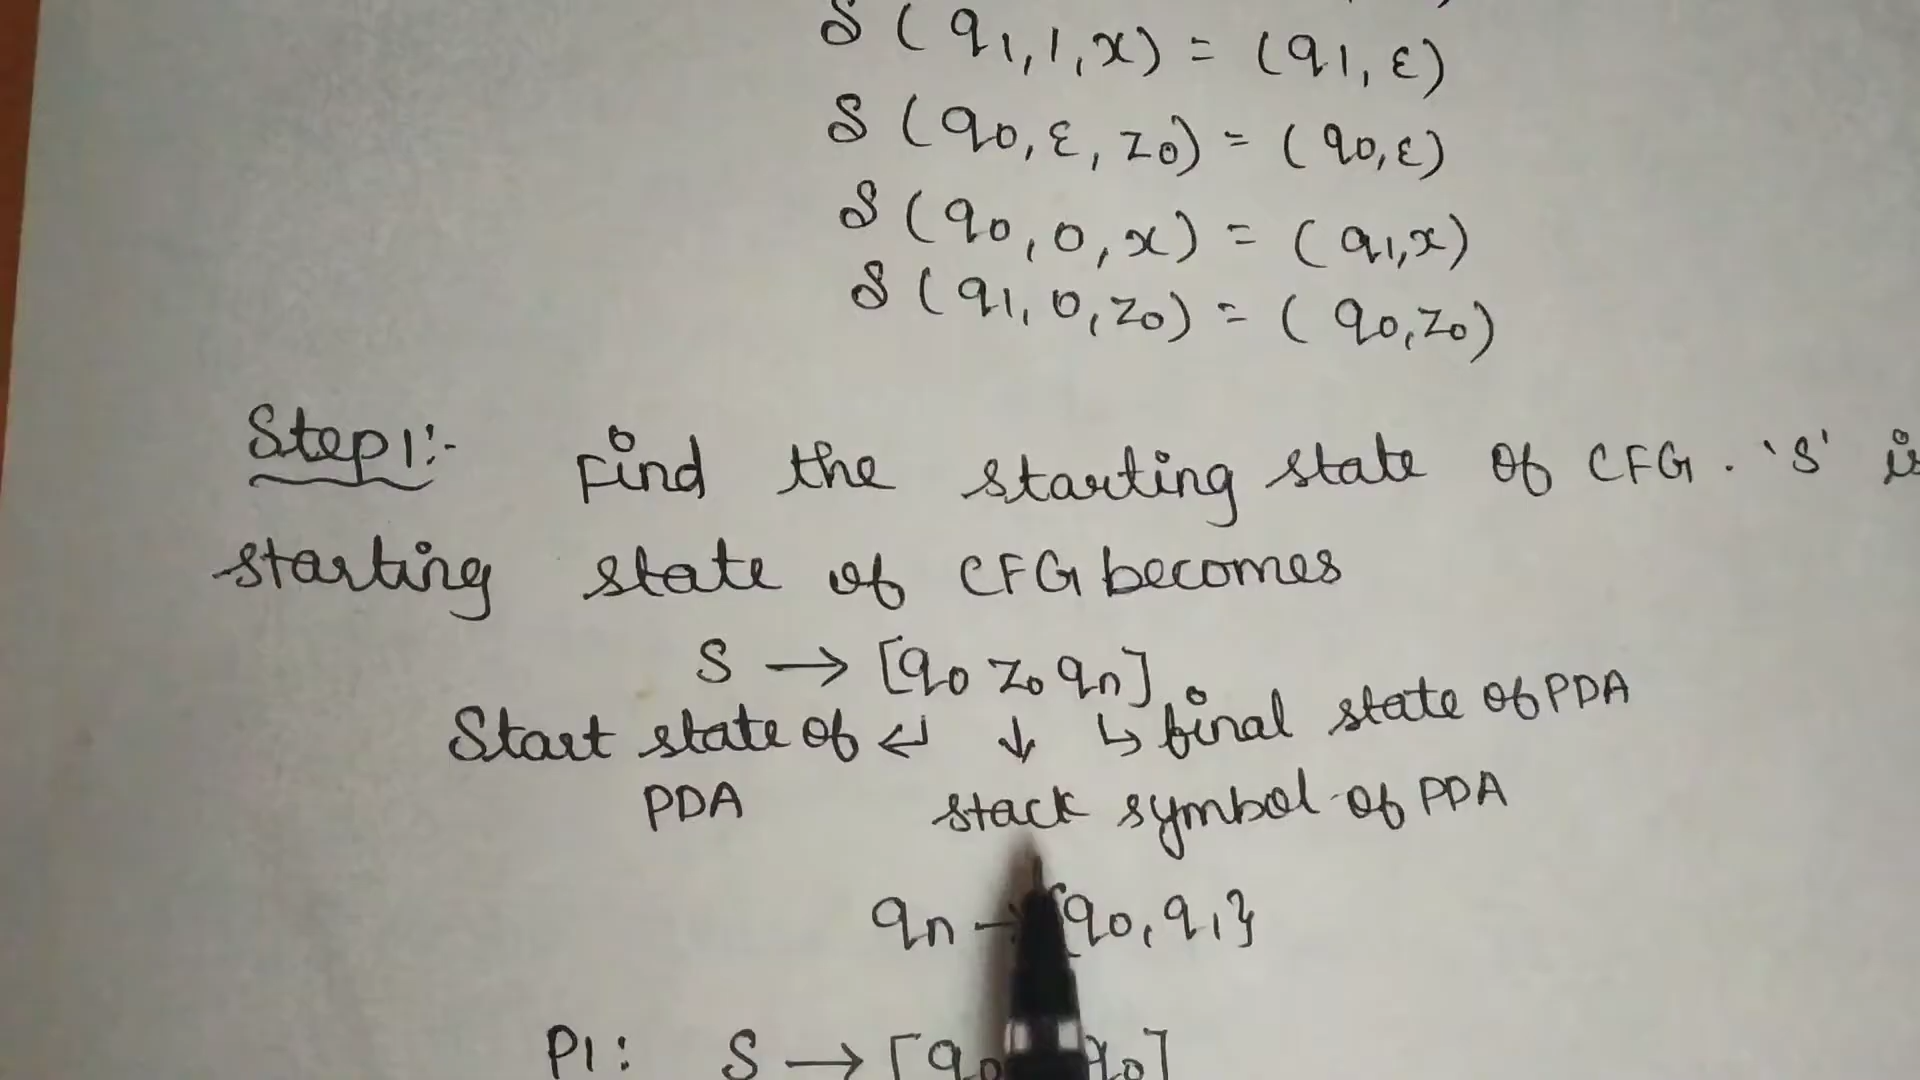 δ(q1,1,x) = (q1,ε)
δ(q0,ε,z0) = (q0,ε)
δ(q0,0,x) = (q1,x)
δ(q1,0,z0) = (q0,z0)
Step1:- Find the starting state of CFG. 'S' is
starting state of CFG becomes
S → [q0 z0 qn]
Start state of ↲ ↓ ↳ final state of PDA
PDA stack symbol of PDA
qn → {q0,q1}
P1: S → [q0 q0]